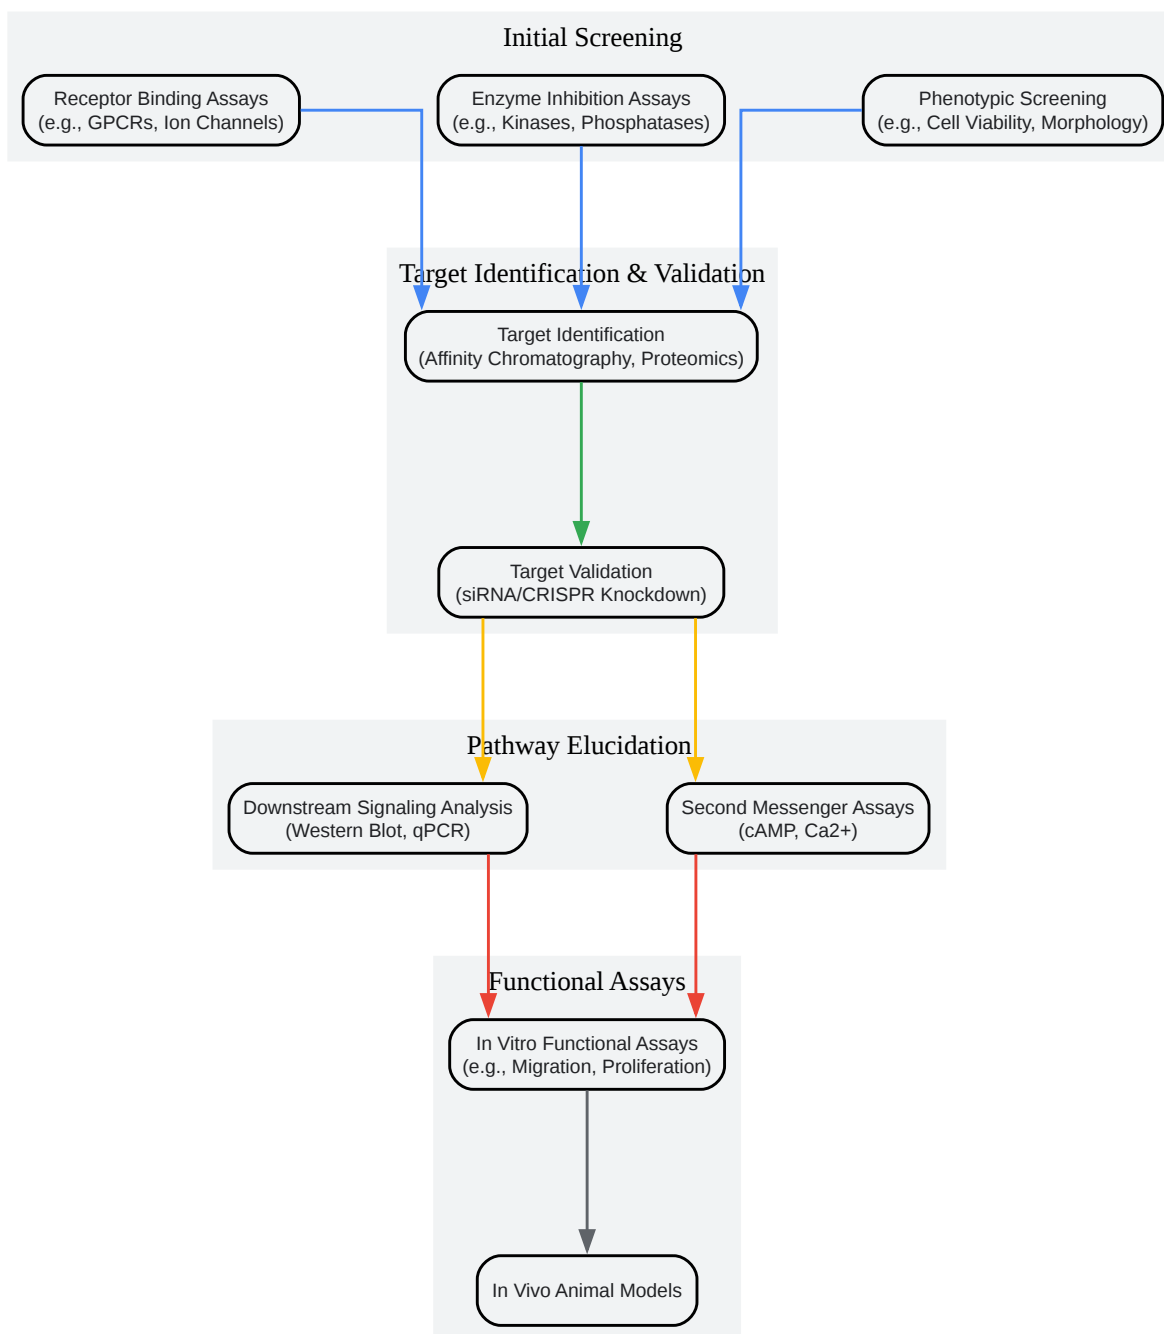 Initial Screening
Receptor Binding Assays
(e.g., GPCRs, Ion Channels)
Enzyme Inhibition Assays
(e.g., Kinases, Phosphatases)
Phenotypic Screening
(e.g., Cell Viability, Morphology)
Target Identification & Validation
Target Identification
(Affinity Chromatography, Proteomics)
Target Validation
(siRNA/CRISPR Knockdown)
Pathway Elucidation
Downstream Signaling Analysis
(Western Blot, qPCR)
Second Messenger Assays
(cAMP, Ca2+)
Functional Assays
In Vitro Functional Assays
(e.g., Migration, Proliferation)
In Vivo Animal Models